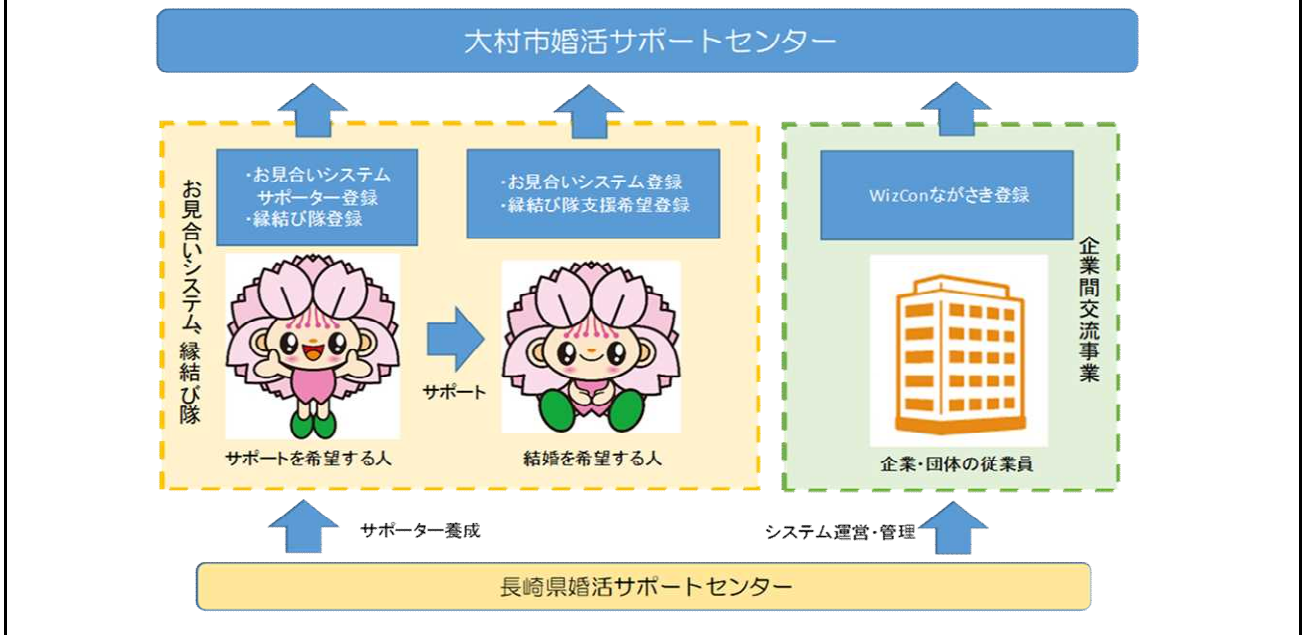 大村市婚活サポートセンター
お見合いシステム、縁結び隊
・お見合いシステム
サポーター登録
・縁結び隊登録
・お見合いシステム登録
・縁結び隊支援希望登録
サポート
サポートを希望する人
結婚を希望する人
WizConながさき登録
企業間交流事業
企業・団体の従業員
サポーター養成
システム運営・管理
長崎県婚活サポートセンター